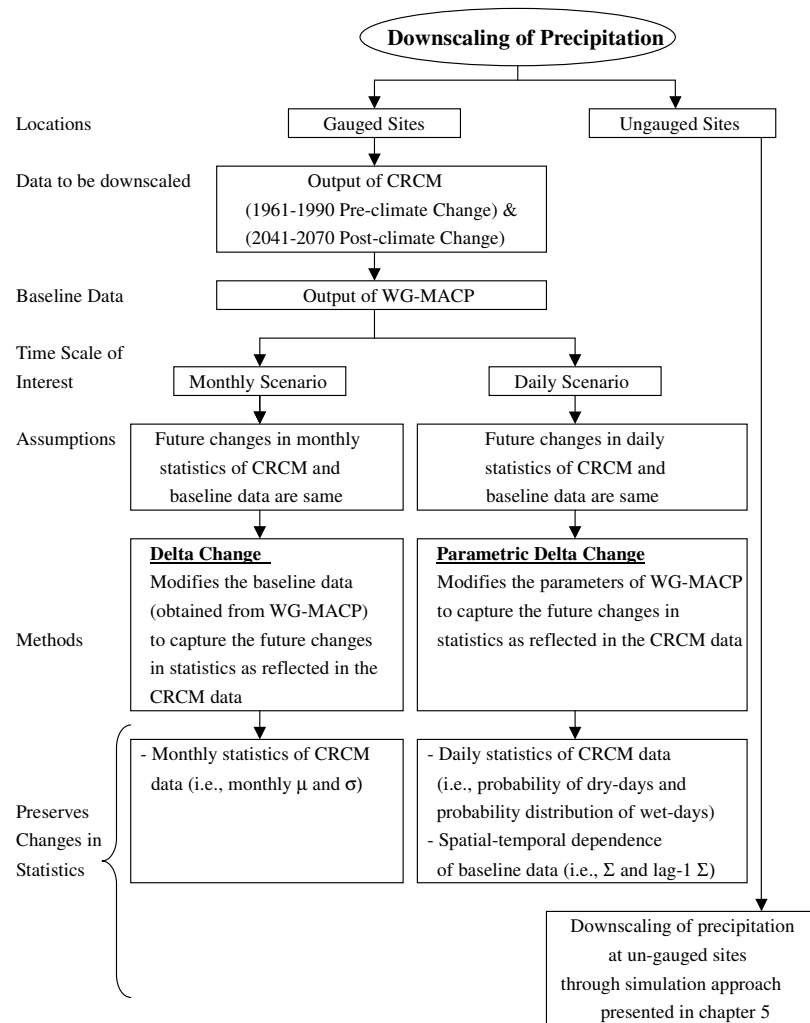 Downscaling of Precipitation
Locations
Gauged Sites
Ungauged Sites
Data to be downscaled
Output of CRCM
(1961-1990 Pre-climate Change) &
(2041-2070 Post-climate Change)
Baseline Data
Output of WG-MACP
Time Scale of
Interest
Monthly Scenario
Daily Scenario
Assumptions
Future changes in monthly
statistics of CRCM and
baseline data are same
Future changes in daily
statistics of CRCM and
baseline data are same
Methods
Delta Change
Modifies the baseline data
(obtained from WG-MACP)
to capture the future changes
in statistics as reflected in the
CRCM data
Parametric Delta Change
Modifies the parameters of WG-MACP
to capture the future changes in
statistics as reflected in the CRCM data
Preserves
Changes in
Statistics
- Monthly statistics of CRCM
data (i.e., monthly μ and σ)
- Daily statistics of CRCM data
(i.e., probability of dry-days and
probability distribution of wet-days)
- Spatial-temporal dependence
of baseline data (i.e., Σ and lag-1 Σ)
Downscaling of precipitation
at un-gauged sites
through simulation approach
presented in chapter 5